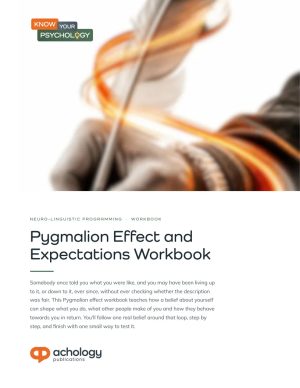 KNOW YOUR
PSYCHOLOGY
NEURO-LINGUISTIC PROGRAMMING · WORKBOOK
Pygmalion Effect and
Expectations Workbook
Somebody once told you what you were like, and you may have been living up
to it, or down to it, ever since, without ever checking whether the description
was fair. This Pygmalion effect workbook teaches how a belief about yourself
can shape what you do, what other people make of you and how they behave
towards you in return. You'll follow one real belief around that loop, step by
step, and finish with one small way to test it.
achology
publications